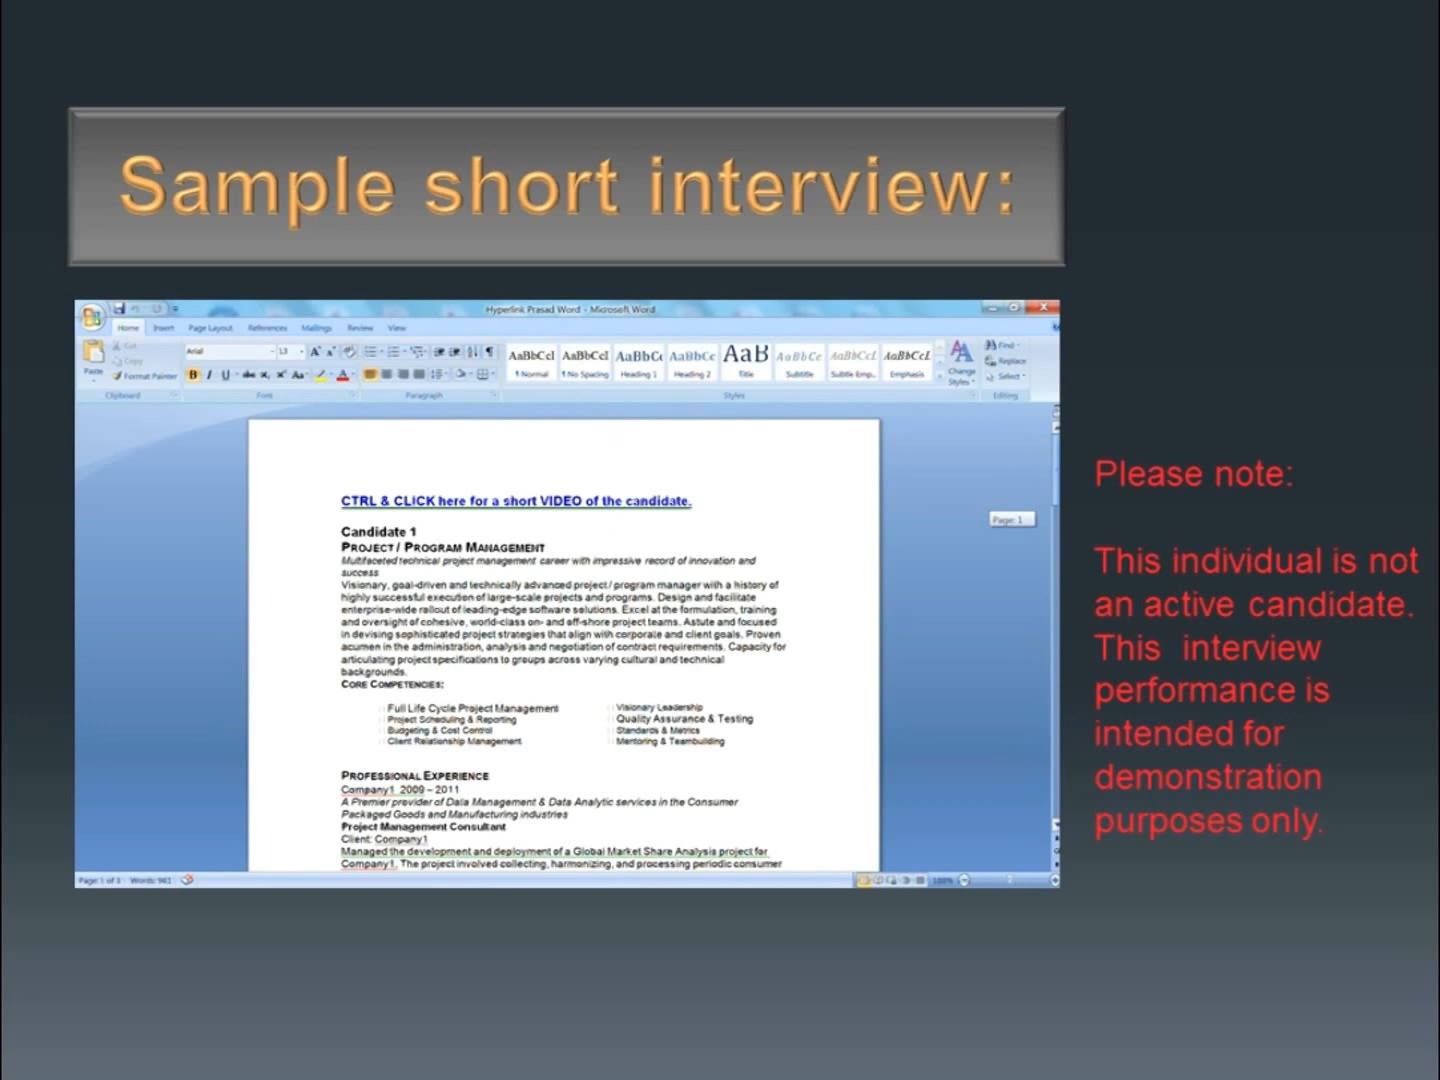 Sample short interview:
Hyperlink Prasad Word - Microsoft Word
Home Insert Page Layout References Mailings Review View
Paste
Cut
Copy
Format Painter
Arial 13
AaBbCcI AaBbCcI AaBbC AaBbCc AaB AaBbCc AaBbCcL AaBbCcL
¶ Normal ¶ No Spacing Heading 1 Heading 2 Title Subtitle Subtle Emp... Emphasis
Change Styles
Find
Replace
Select
Clipboard Font Paragraph Styles Editing
CTRL & CLICK here for a short VIDEO of the candidate.
Candidate 1
PROJECT / PROGRAM MANAGEMENT
Multifaceted technical project management career with impressive record of innovation and
success
Visionary, goal-driven and technically advanced project / program manager with a history of
highly successful execution of large-scale projects and programs. Design and facilitate
enterprise-wide rollout of leading-edge software solutions. Excel at the formulation, training
and oversight of cohesive, world-class on- and off-shore project teams. Astute and focused
in devising sophisticated project strategies that align with corporate and client goals. Proven
acumen in the administration, analysis and negotiation of contract requirements. Capacity for
articulating project specifications to groups across varying cultural and technical
backgrounds.
CORE COMPETENCIES:
Full Life Cycle Project Management Visionary Leadership
Project Scheduling & Reporting Quality Assurance & Testing
Budgeting & Cost Control Standards & Metrics
Client Relationship Management Mentoring & Teambuilding
PROFESSIONAL EXPERIENCE
Company1 2009 – 2011
A Premier provider of Data Management & Data Analytic services in the Consumer
Packaged Goods and Manufacturing industries
Project Management Consultant
Client: Company1
Managed the development and deployment of a Global Market Share Analysis project for
Company1. The project involved collecting, harmonizing, and processing periodic consumer
Page: 1
Page: 1 of 3 Words: 961 100%
Please note:
This individual is not
an active candidate.
This interview
performance is
intended for
demonstration
purposes only.